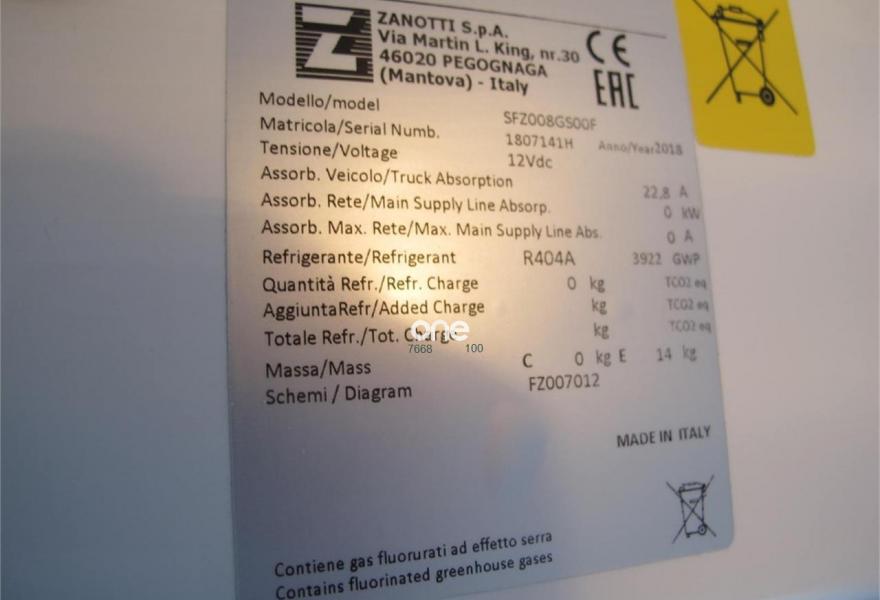 ZANOTTI S.p.A.
Via Martin L. King, nr.30
46020 PEGOGNAGA
(Mantova) - Italy
CE
EAC
Modello/model SFZ008GS00F
Matricola/Serial Numb. 1807141H Anno/Year2018
Tensione/Voltage 12Vdc
Assorb. Veicolo/Truck Absorption 22,8 A
Assorb. Rete/Main Supply Line Absorp. 0 kW
Assorb. Max. Rete/Max. Main Supply Line Abs. 0 A
Refrigerante/Refrigerant R404A 3922 GWP
Quantità Refr./Refr. Charge 0 kg TCO2 eq
AggiuntaRefr/Added Charge kg TCO2 eq
Totale Refr./Tot. Charge kg TCO2 eq
one
7668 100
Massa/Mass C 0 kg E 14 kg
Schemi / Diagram FZ007012
MADE IN ITALY
Contiene gas fluorurati ad effetto serra
Contains fluorinated greenhouse gases